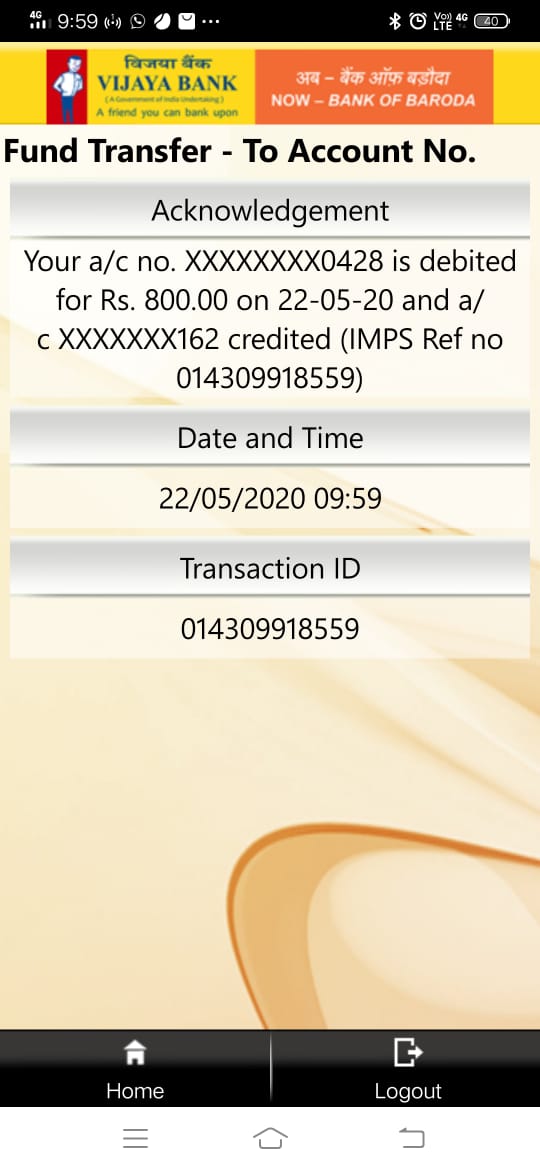 4G 9:59 Vo)) LTE 4G 40
विजया बैंक
VIJAYA BANK
(A Government of India Undertaking)
A friend you can bank upon
अब – बैंक ऑफ़ बड़ौदा
NOW – BANK OF BARODA
Fund Transfer - To Account No.
Acknowledgement
Your a/c no. XXXXXXXX0428 is debited
for Rs. 800.00 on 22-05-20 and a/
c XXXXXXX162 credited (IMPS Ref no
014309918559)
Date and Time
22/05/2020 09:59
Transaction ID
014309918559
Home
Logout